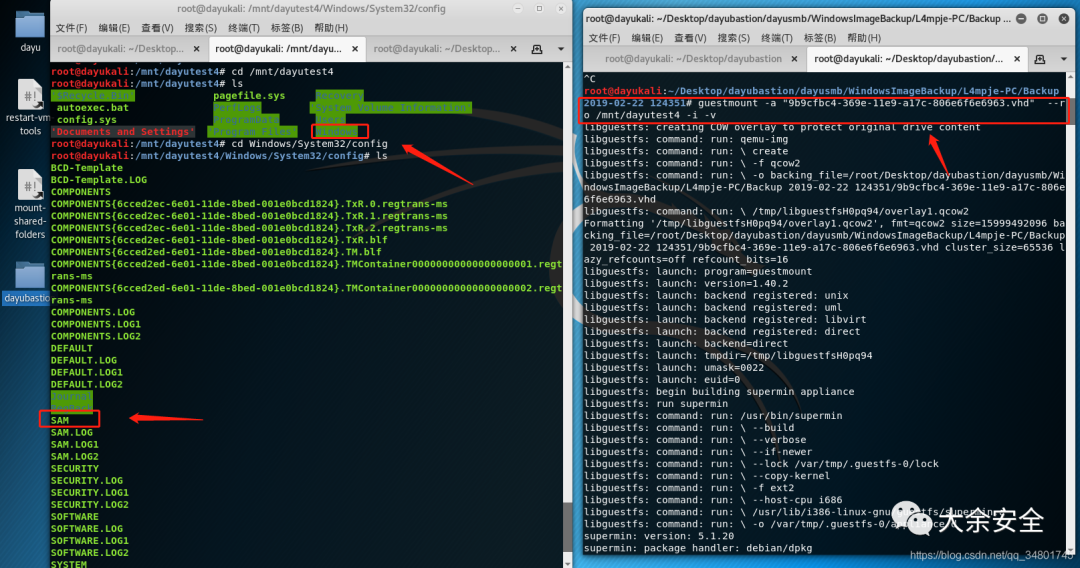 dayu
restart-vm
tools
mount-
shared-
folders
dayubastio
root@dayukali: /mnt/dayutest4/Windows/System32/config
文件(F) 编辑(E) 查看(V) 搜索(S) 终端(T) 标签(B) 帮助(H)
root@dayukali: ~/Desktop... × root@dayukali: /mnt/dayu... × root@dayukali: ~/Desktop... ×
root@dayukali:/mnt/dayutest4# cd /mnt/dayutest4
root@dayukali:/mnt/dayutest4# ls
'$Recycle.Bin' pagefile.sys Recovery
autoexec.bat PerfLogs 'System Volume Information'
config.sys ProgramData Users
'Documents and Settings' 'Program Files' Windows
root@dayukali:/mnt/dayutest4# cd Windows/System32/config
root@dayukali:/mnt/dayutest4/Windows/System32/config# ls
BCD-Template
BCD-Template.LOG
COMPONENTS
COMPONENTS{6cced2ec-6e01-11de-8bed-001e0bcd1824}.TxR.0.regtrans-ms
COMPONENTS{6cced2ec-6e01-11de-8bed-001e0bcd1824}.TxR.1.regtrans-ms
COMPONENTS{6cced2ec-6e01-11de-8bed-001e0bcd1824}.TxR.2.regtrans-ms
COMPONENTS{6cced2ec-6e01-11de-8bed-001e0bcd1824}.TxR.blf
COMPONENTS{6cced2ed-6e01-11de-8bed-001e0bcd1824}.TM.blf
COMPONENTS{6cced2ed-6e01-11de-8bed-001e0bcd1824}.TMContainer00000000000000000001.regt
rans-ms
COMPONENTS{6cced2ed-6e01-11de-8bed-001e0bcd1824}.TMContainer00000000000000000002.regt
rans-ms
COMPONENTS.LOG
COMPONENTS.LOG1
COMPONENTS.LOG2
DEFAULT
DEFAULT.LOG
DEFAULT.LOG1
DEFAULT.LOG2
Journal
RegBack
SAM
SAM.LOG
SAM.LOG1
SAM.LOG2
SECURITY
SECURITY.LOG
SECURITY.LOG1
SECURITY.LOG2
SOFTWARE
SOFTWARE.LOG
SOFTWARE.LOG1
SOFTWARE.LOG2
SYSTEM
root@dayukali: ~/Desktop/dayubastion/dayusmb/WindowsImageBackup/L4mpje-PC/Backup ...
文件(F) 编辑(E) 查看(V) 搜索(S) 终端(T) 标签(B) 帮助(H)
root@dayukali: ~/Desktop/dayubastion × root@dayukali: ~/Desktop/dayubastion/... ×
^C
root@dayukali:~/Desktop/dayubastion/dayusmb/WindowsImageBackup/L4mpje-PC/Backup
2019-02-22 124351# guestmount -a "9b9cfbc4-369e-11e9-a17c-806e6f6e6963.vhd" --r
o /mnt/dayutest4 -i -v
libguestfs: creating COW overlay to protect original drive content
libguestfs: command: run: qemu-img
libguestfs: command: run: \ create
libguestfs: command: run: \ -f qcow2
libguestfs: command: run: \ -o backing_file=/root/Desktop/dayubastion/dayusmb/Wi
ndowsImageBackup/L4mpje-PC/Backup 2019-02-22 124351/9b9cfbc4-369e-11e9-a17c-806e
6f6e6963.vhd
libguestfs: command: run: \ /tmp/libguestfsH0pq94/overlay1.qcow2
Formatting '/tmp/libguestfsH0pq94/overlay1.qcow2', fmt=qcow2 size=15999492096 ba
cking_file=/root/Desktop/dayubastion/dayusmb/WindowsImageBackup/L4mpje-PC/Backup
2019-02-22 124351/9b9cfbc4-369e-11e9-a17c-806e6f6e6963.vhd cluster_size=65536 l
azy_refcounts=off refcount_bits=16
libguestfs: launch: program=guestmount
libguestfs: launch: version=1.40.2
libguestfs: launch: backend registered: unix
libguestfs: launch: backend registered: uml
libguestfs: launch: backend registered: libvirt
libguestfs: launch: backend registered: direct
libguestfs: launch: backend=direct
libguestfs: launch: tmpdir=/tmp/libguestfsH0pq94
libguestfs: launch: umask=0022
libguestfs: launch: euid=0
libguestfs: begin building supermin appliance
libguestfs: run supermin
libguestfs: command: run: /usr/bin/supermin
libguestfs: command: run: \ --build
libguestfs: command: run: \ --verbose
libguestfs: command: run: \ --if-newer
libguestfs: command: run: \ --lock /var/tmp/.guestfs-0/lock
libguestfs: command: run: \ --copy-kernel
libguestfs: command: run: \ -f ext2
libguestfs: command: run: \ --host-cpu i686
libguestfs: command: run: \ /usr/lib/i386-linux-gnu/guestfs/supermin.d
libguestfs: command: run: \ -o /var/tmp/.guestfs-0/appliance.d
supermin: version: 5.1.20
supermin: package handler: debian/dpkg
大余安全
https://blog.csdn.net/qq_34801745